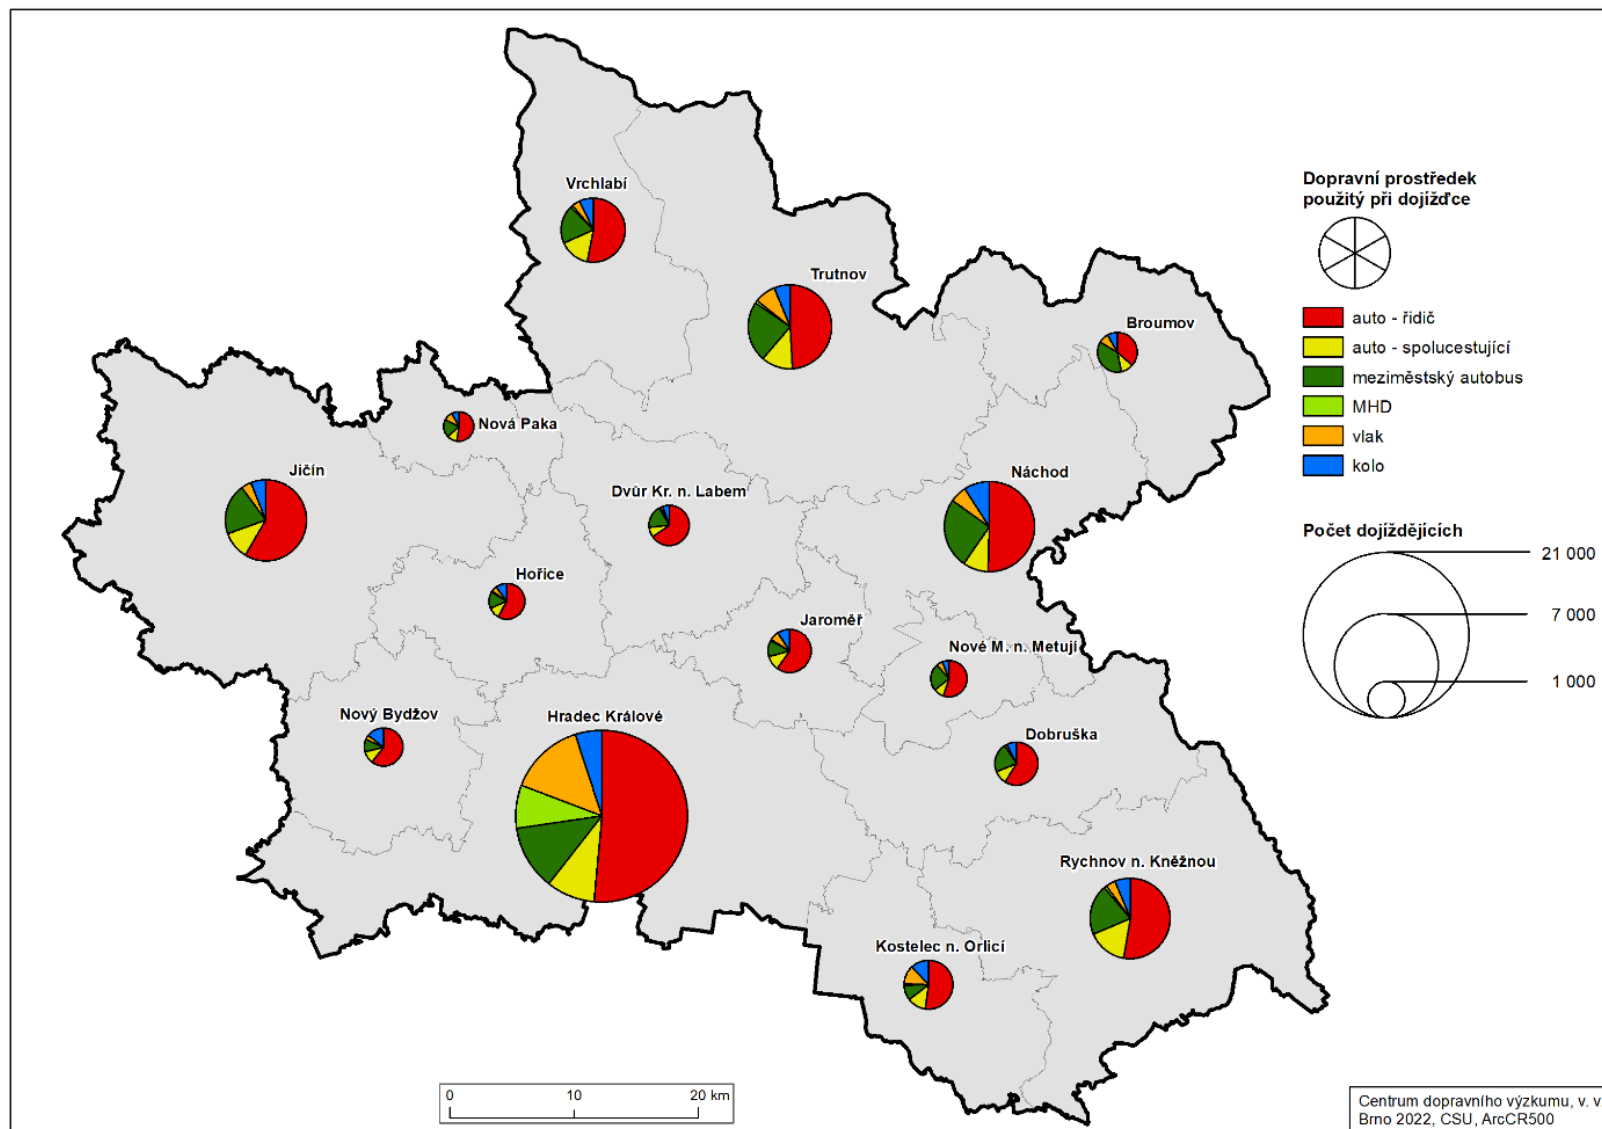 Vrchlabí
Trutnov
Broumov
Nová Paka
Jičín
Náchod
Dvůr Kr. n. Labem
Hořice
Jaroměř
Nové M. n. Metují
Nový Bydžov
Hradec Králové
Dobruška
Rychnov n. Kněžnou
Kostelec n. Orlicí
Dopravní prostředek
použitý při dojížďce
auto - řidič
auto - spolucestující
meziměstský autobus
MHD
vlak
kolo
Počet dojíždějících
21 000
7 000
1 000
0 10 20 km
Centrum dopravního výzkumu, v. v.
Brno 2022, CSU, ArcCR500